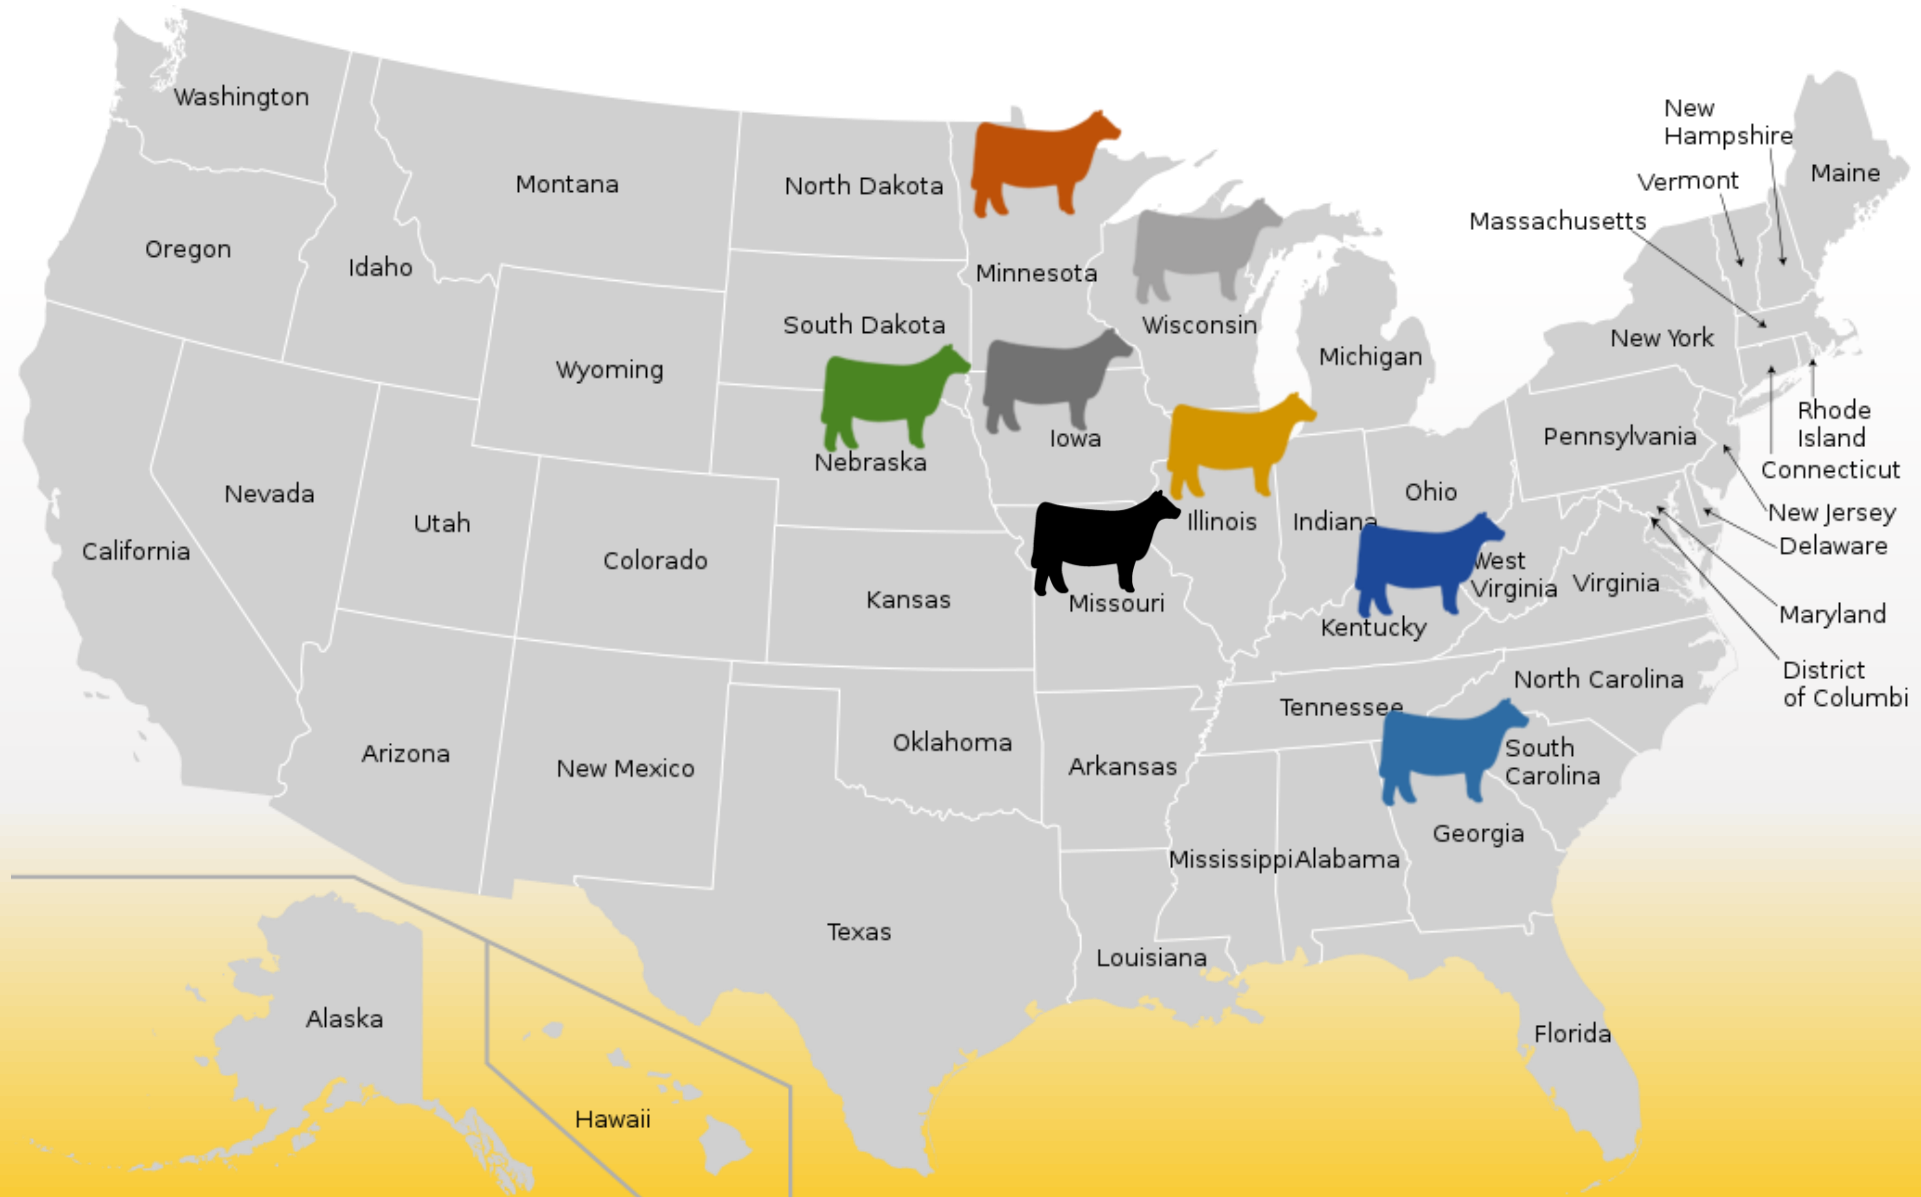 Washington
Montana
North Dakota
Minnesota
Oregon
Idaho
South Dakota
Wyoming
Wisconsin
Michigan
New
Hampshire
Vermont
Massachusetts
Maine
New York
Rhode
Island
Connecticut
Pennsylvania
New Jersey
Delaware
Maryland
District
of Columbi
Nebraska
Iowa
Illinois
Indiana
Ohio
West
Virginia
Virginia
Nevada
Utah
California
Colorado
Kansas
Missouri
Kentucky
North Carolina
Tennessee
South
Carolina
Arizona
New Mexico
Oklahoma
Arkansas
Mississippi
Alabama
Georgia
Texas
Louisiana
Florida
Alaska
Hawaii